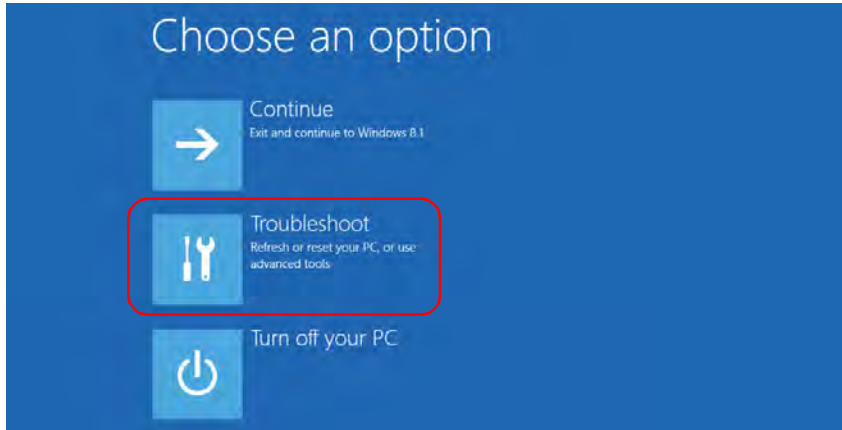 Choose an option
Continue
Exit and continue to Windows 8.1
Troubleshoot
Refresh or reset your PC, or use
advanced tools
Turn off your PC